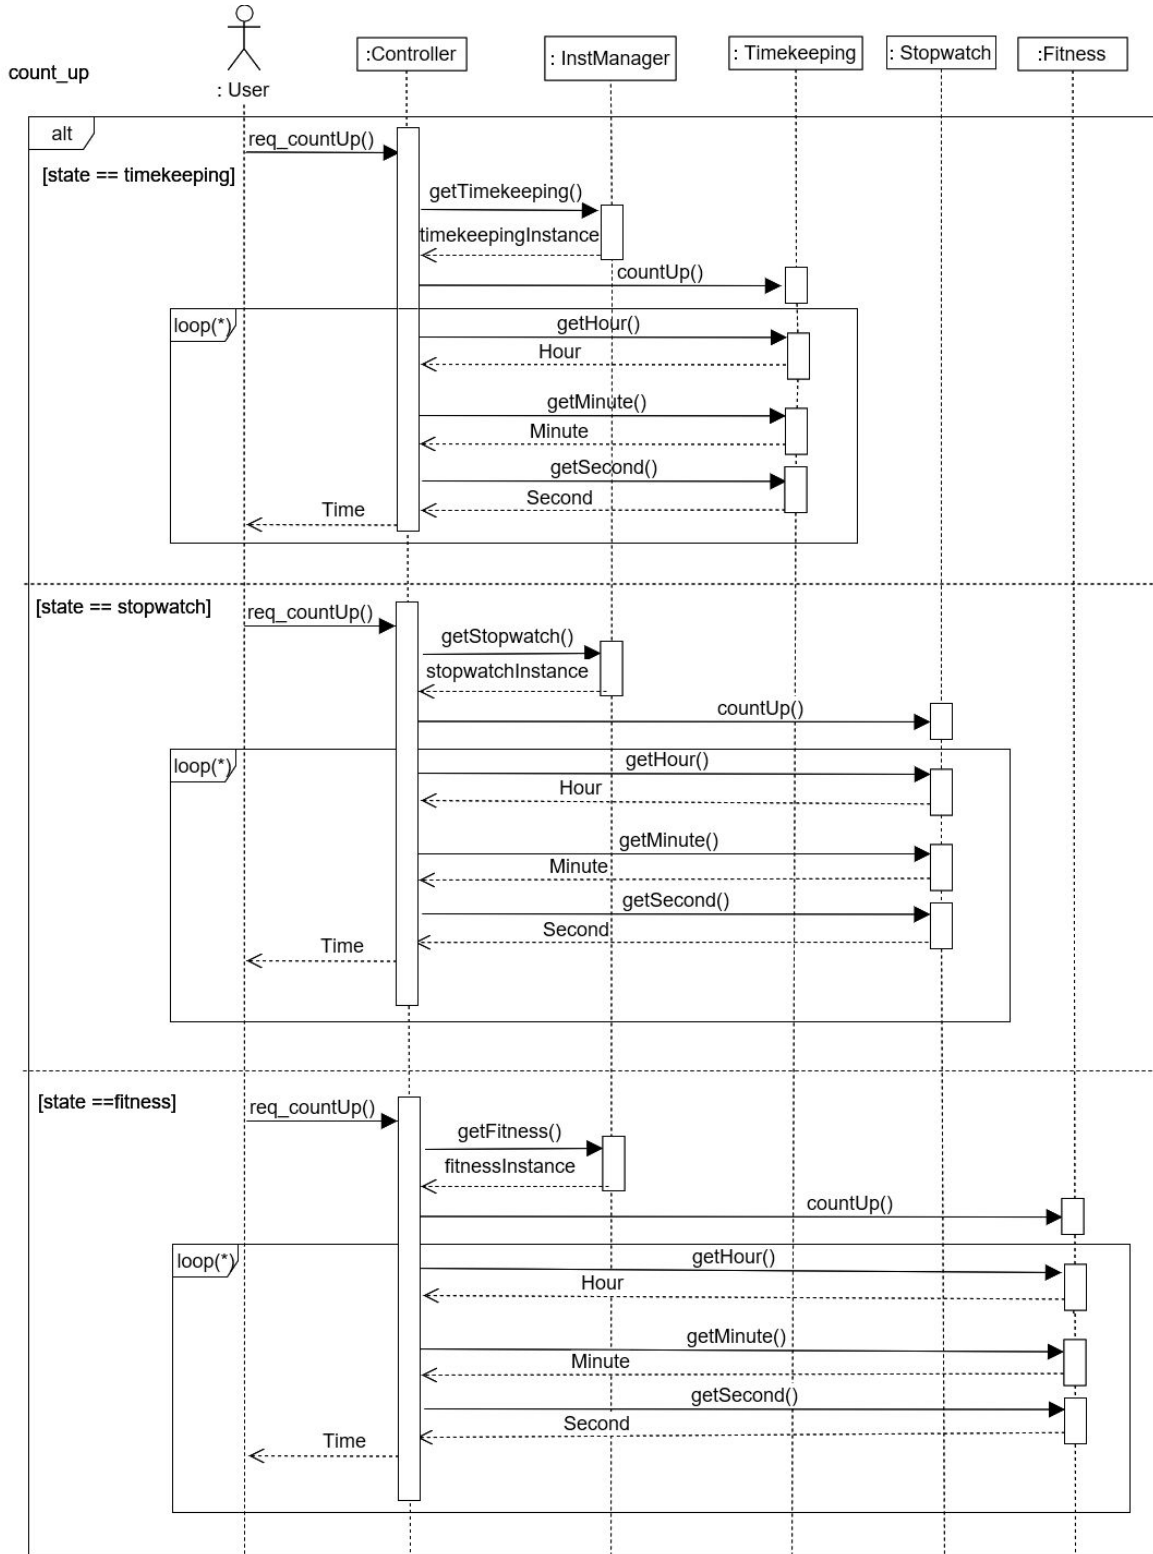 count_up
: User
:Controller
: InstManager
: Timekeeping
: Stopwatch
:Fitness
alt
[state == timekeeping]
req_countUp()
getTimekeeping()
timekeepingInstance
countUp()
loop(*)
getHour()
Hour
getMinute()
Minute
getSecond()
Second
Time
[state == stopwatch]
req_countUp()
getStopwatch()
stopwatchInstance
countUp()
loop(*)
getHour()
Hour
getMinute()
Minute
getSecond()
Second
Time
[state ==fitness]
req_countUp()
getFitness()
fitnessInstance
countUp()
loop(*)
getHour()
Hour
getMinute()
Minute
getSecond()
Second
Time